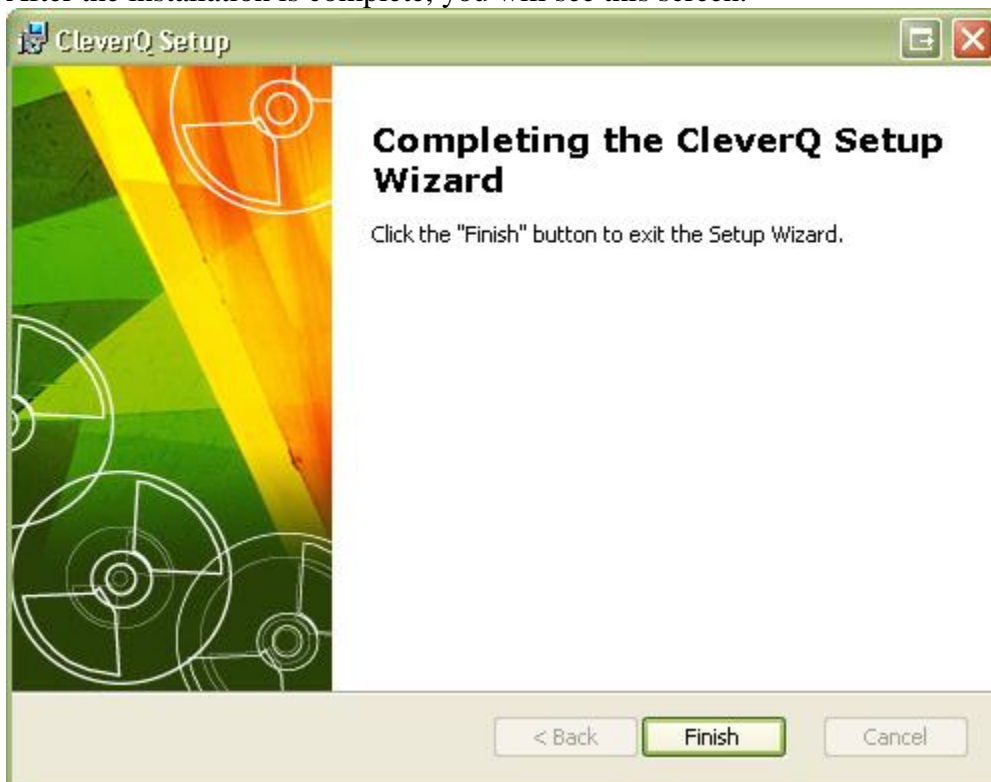 After the installation is complete, you will see this screen.
CleverQ Setup
Completing the CleverQ Setup
Wizard
Click the "Finish" button to exit the Setup Wizard.
< Back
Finish
Cancel